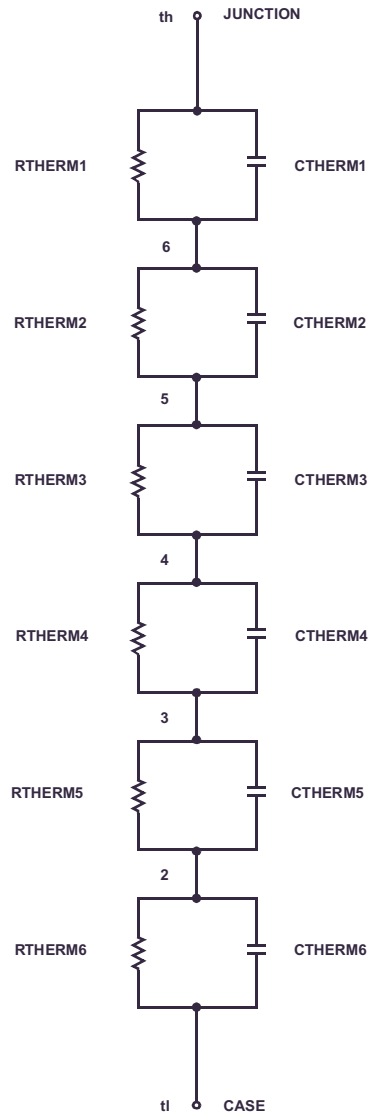 th JUNCTION
RTHERM1 CTHERM1
6
RTHERM2 CTHERM2
5
RTHERM3 CTHERM3
4
RTHERM4 CTHERM4
3
RTHERM5 CTHERM5
2
RTHERM6 CTHERM6
tl CASE